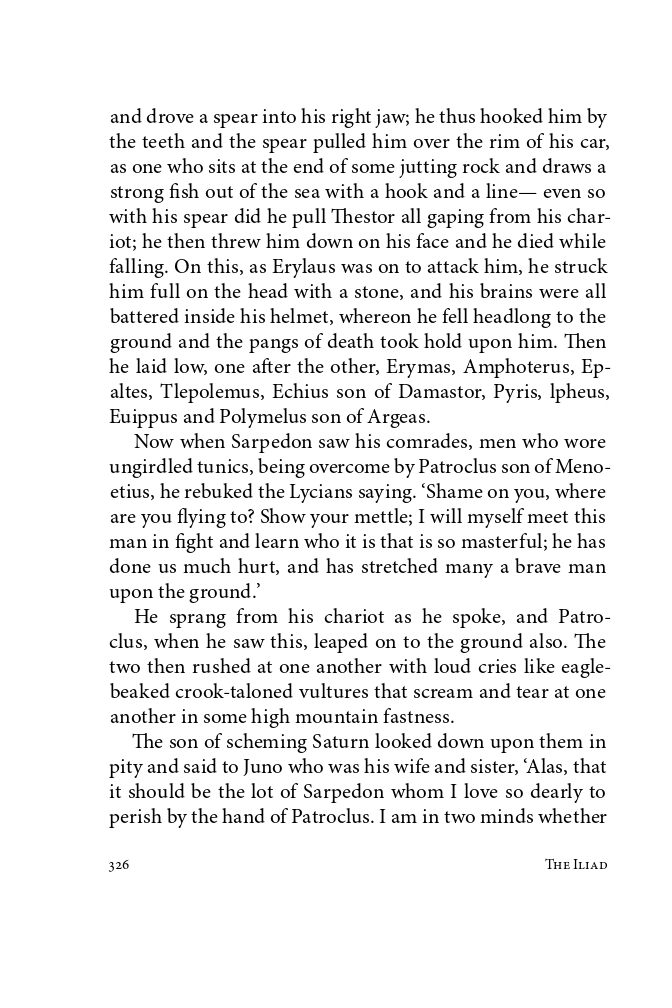 and drove a spear into his right jaw; he thus hooked him by
the teeth and the spear pulled him over the rim of his car,
as one who sits at the end of some jutting rock and draws a
strong fish out of the sea with a hook and a line— even so
with his spear did he pull Thestor all gaping from his char-
iot; he then threw him down on his face and he died while
falling. On this, as Erylaus was on to attack him, he struck
him full on the head with a stone, and his brains were all
battered inside his helmet, whereon he fell headlong to the
ground and the pangs of death took hold upon him. Then
he laid low, one after the other, Erymas, Amphoterus, Ep-
altes, Tlepolemus, Echius son of Damastor, Pyris, lpheus,
Euippus and Polymelus son of Argeas.
Now when Sarpedon saw his comrades, men who wore
ungirdled tunics, being overcome by Patroclus son of Meno-
etius, he rebuked the Lycians saying. ‘Shame on you, where
are you flying to? Show your mettle; I will myself meet this
man in fight and learn who it is that is so masterful; he has
done us much hurt, and has stretched many a brave man
upon the ground.’
He sprang from his chariot as he spoke, and Patro-
clus, when he saw this, leaped on to the ground also. The
two then rushed at one another with loud cries like eagle-
beaked crook-taloned vultures that scream and tear at one
another in some high mountain fastness.
The son of scheming Saturn looked down upon them in
pity and said to Juno who was his wife and sister, ‘Alas, that
it should be the lot of Sarpedon whom I love so dearly to
perish by the hand of Patroclus. I am in two minds whether
326 The Iliad